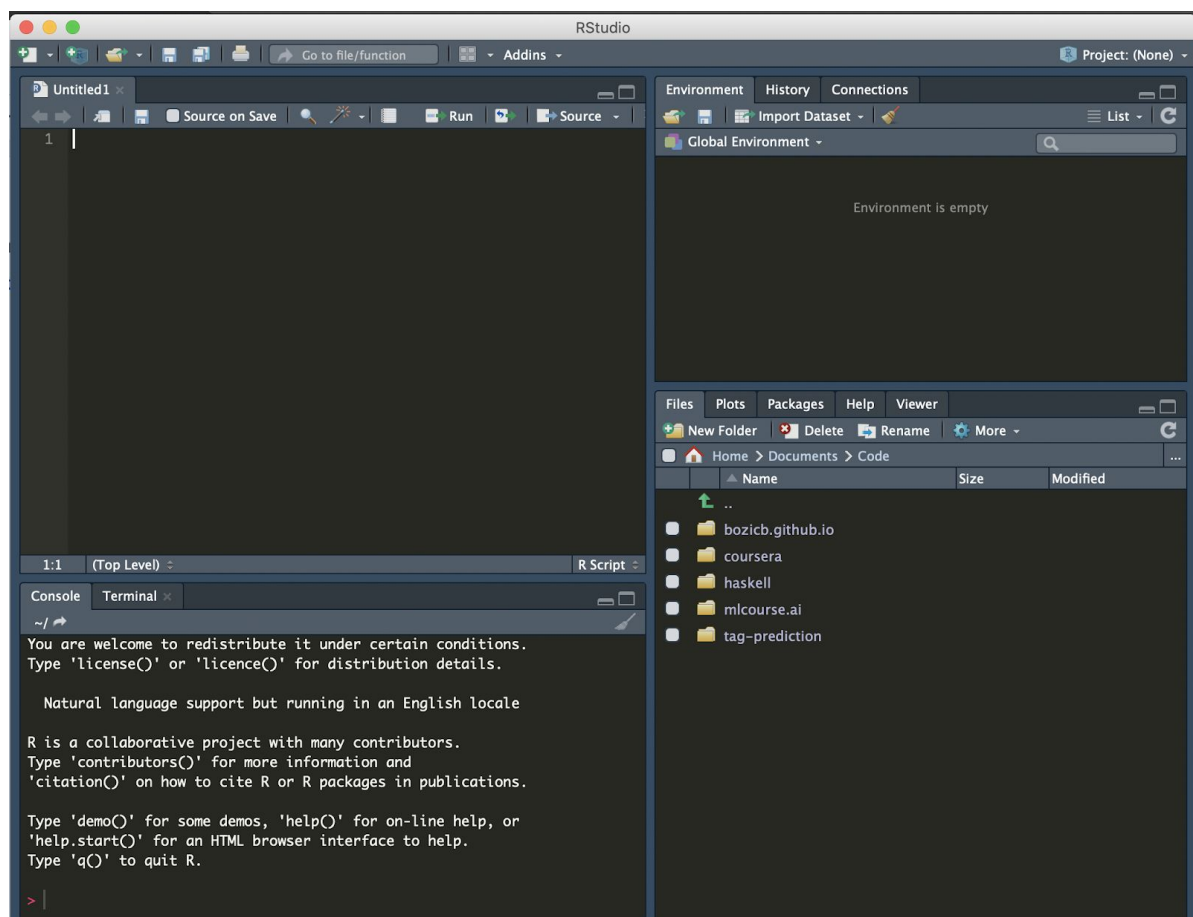 RStudio
Go to file/function Addins Project: (None)
Untitled1
Source on Save Run Source
1
1:1 (Top Level) R Script
Console Terminal
~/
You are welcome to redistribute it under certain conditions.
Type 'license()' or 'licence()' for distribution details.
Natural language support but running in an English locale
R is a collaborative project with many contributors.
Type 'contributors()' for more information and
'citation()' on how to cite R or R packages in publications.
Type 'demo()' for some demos, 'help()' for on-line help, or
'help.start()' for an HTML browser interface to help.
Type 'q()' to quit R.
>
Environment History Connections
Import Dataset List
Global Environment
Environment is empty
Files Plots Packages Help Viewer
New Folder Delete Rename More
Home > Documents > Code ...
Name Size Modified
..
bozicb.github.io
coursera
haskell
mlcourse.ai
tag-prediction